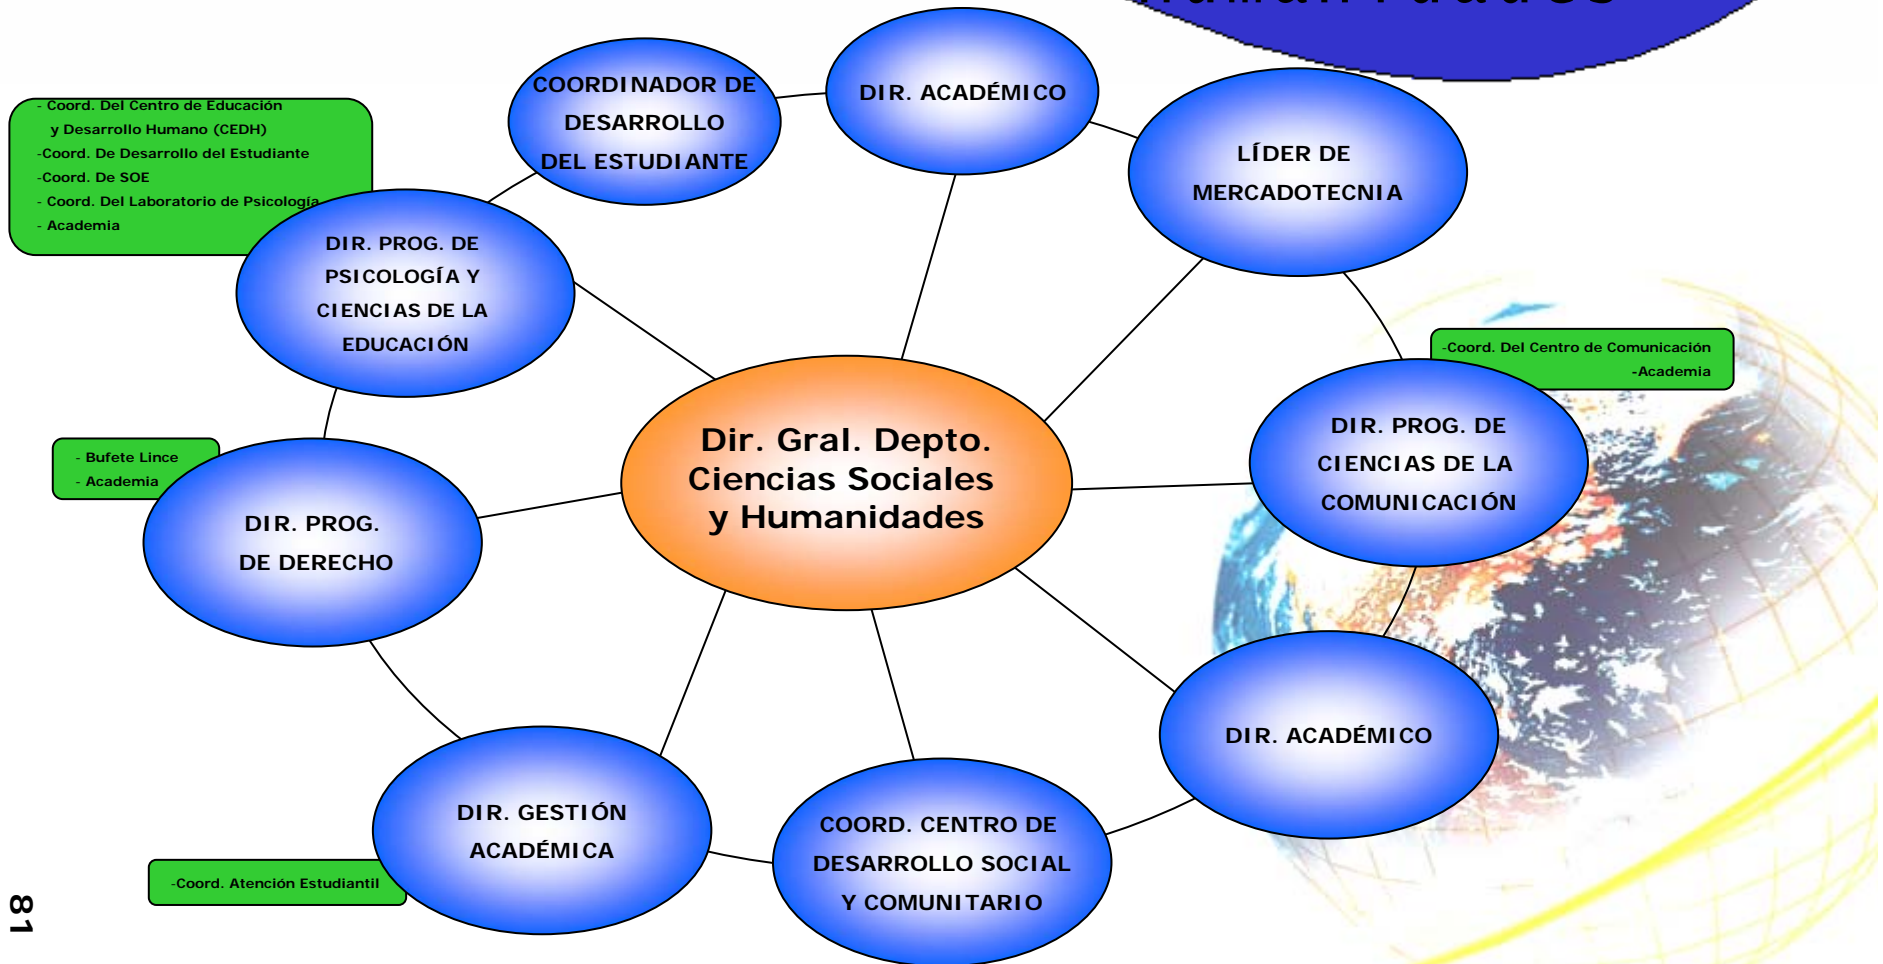 COORDINADOR DE
DESARROLLO
DEL ESTUDIANTE
DIR. ACADÉMICO
LÍDER DE
MERCADOTECNIA
- Coord. Del Centro de Educación
y Desarrollo Humano (CEDH)
-Coord. De Desarrollo del Estudiante
-Coord. De SOE
- Coord. Del Laboratorio de Psicología
- Academia
DIR. PROG. DE
PSICOLOGÍA Y
CIENCIAS DE LA
EDUCACIÓN
-Coord. Del Centro de Comunicación
-Academia
DIR. PROG. DE
CIENCIAS DE LA
COMUNICACIÓN
Dir. Gral. Depto.
Ciencias Sociales
y Humanidades
- Bufete Lince
- Academia
DIR. PROG.
DE DERECHO
DIR. ACADÉMICO
DIR. GESTIÓN
ACADÉMICA
-Coord. Atención Estudiantil
COORD. CENTRO DE
DESARROLLO SOCIAL
Y COMUNITARIO
81